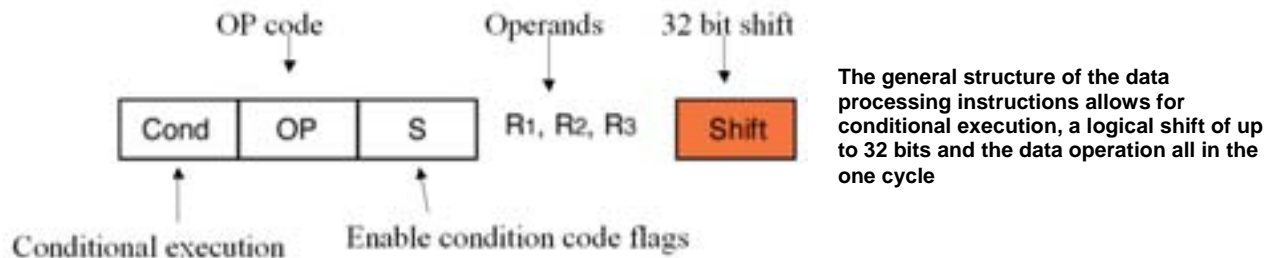 OP code Operands 32 bit shift
Cond OP S R1, R2, R3 Shift
Conditional execution Enable condition code flags
The general structure of the data
processing instructions allows for
conditional execution, a logical shift of up
to 32 bits and the data operation all in the
one cycle